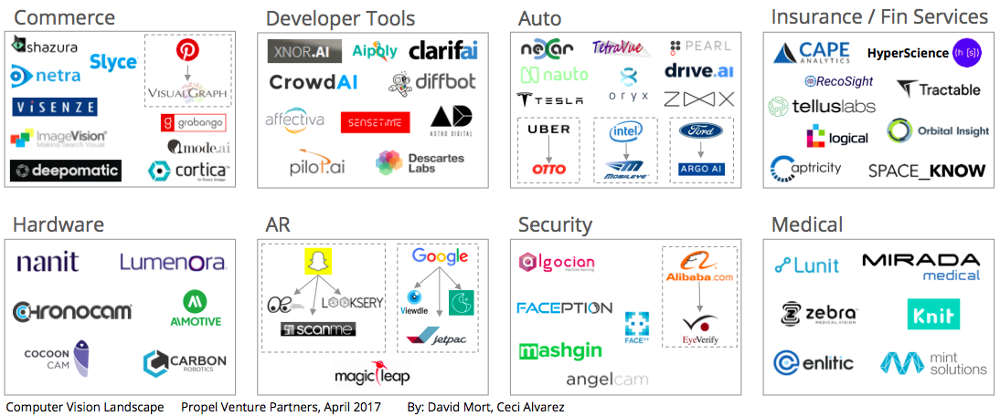 Commerce
shazura
netra
Slyce
VISUALGRAPH
ViSENZE
ImageVision
Making Search Visual
grabango
mode.ai
deepomatic
cortica
Developer Tools
XNOR.AI
Aipoly
clarifai
CrowdAI
diffbot
affectiva
SENSETIME
ASTRO DIGITAL
pilot.ai
Descartes
Labs
Auto
nexar
TetraVue
PEARL
nauto
oryx
drive.ai
TESLA
ZOOX
UBER
OTTO
intel
MOBILEYE
Ford
ARGO AI
Insurance / Fin Services
CAPE
ANALYTICS
HyperScience
(h [s])
RecoSight
Tractable
telluslabs
logical
Orbital Insight
Captricity
SPACE_KNOW
Hardware
nanit
LUMENORA
CHRONOCAM
AIMOTIVE
COCOON
CAM
CARBON
ROBOTICS
AR
LOOKSERY
scanme
Google
Viewdle
jetpac
magic leap
Security
algocian
machine learning
FACEPTION
FACE++
mashgin
angelcam
Alibaba.com
EyeVerify
Medical
Lunit
MIRADA
medical
zebra
MEDICAL VISION
Knit
enlitic
mint
solutions
Computer Vision Landscape Propel Venture Partners, April 2017 By: David Mort, Ceci Alvarez